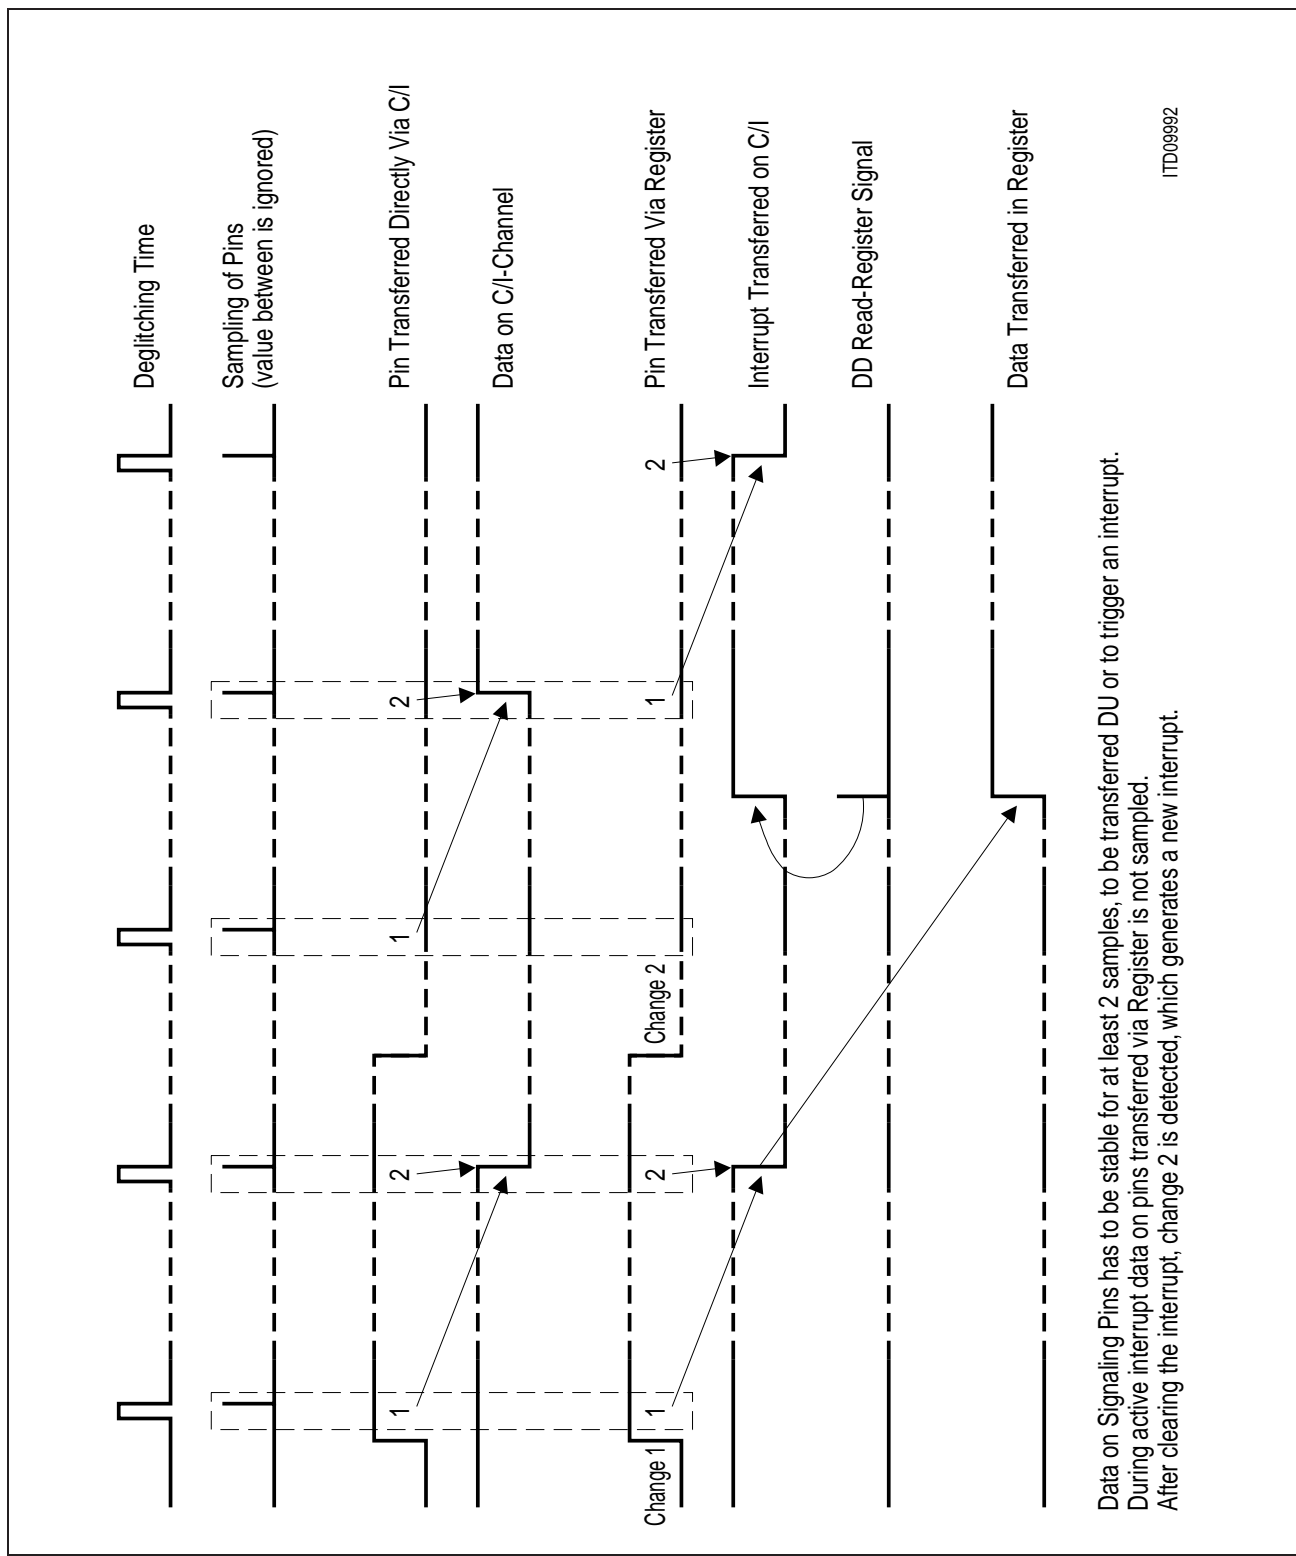 Deglitching Time
Sampling of Pins
(value between is ignored)
Pin Transferred Directly Via C/I
1
2
1
2
Data on C/I-Channel
Pin Transferred Via Register
Change 1
1
2
Change 2
1
2
Interrupt Transferred on C/I
DD Read-Register Signal
Data Transferred in Register
Data on Signaling Pins has to be stable for at least 2 samples, to be transferred DU or to trigger an interrupt.
During active interrupt data on pins transferred via Register is not sampled.
After clearing the interrupt, change 2 is detected, which generates a new interrupt.
ITD09992